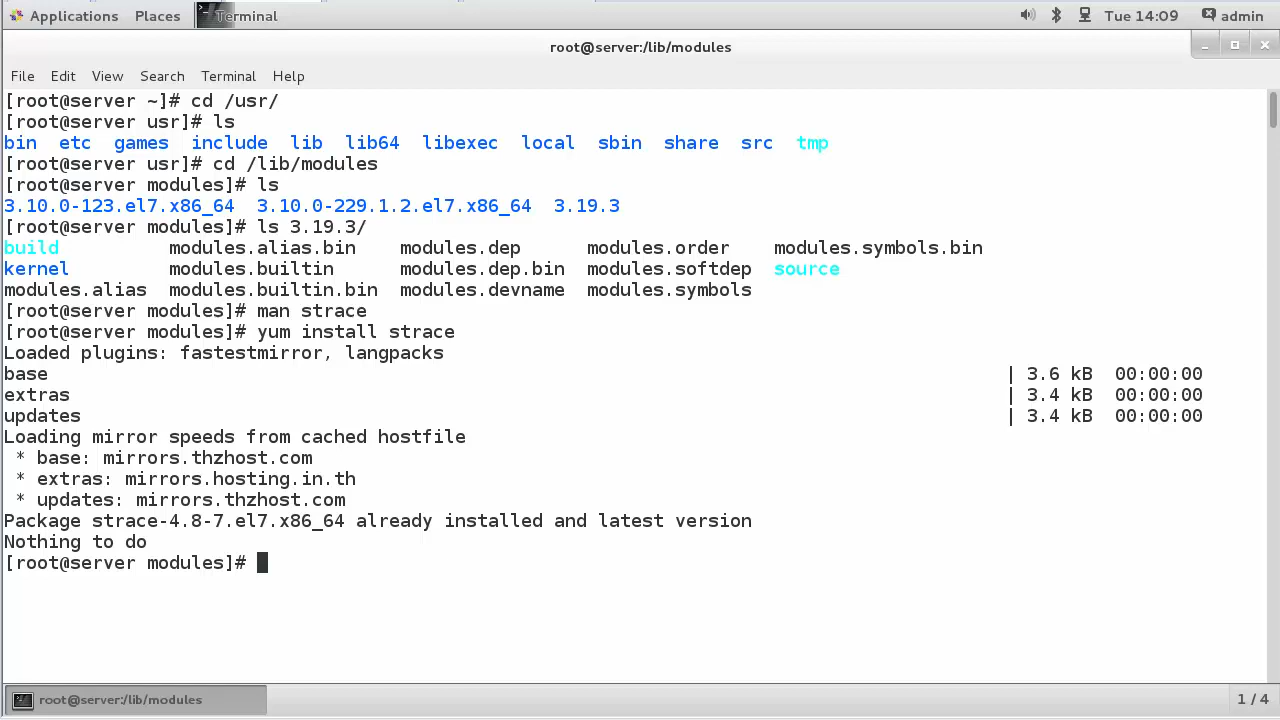 Applications Places Terminal Tue 14:09 admin
root@server:/lib/modules
File Edit View Search Terminal Help
[root@server ~]# cd /usr/
[root@server usr]# ls
bin etc games include lib lib64 libexec local sbin share src tmp
[root@server usr]# cd /lib/modules
[root@server modules]# ls
3.10.0-123.el7.x86_64 3.10.0-229.1.2.el7.x86_64 3.19.3
[root@server modules]# ls 3.19.3/
build modules.alias.bin modules.dep modules.order modules.symbols.bin
kernel modules.builtin modules.dep.bin modules.softdep source
modules.alias modules.builtin.bin modules.devname modules.symbols
[root@server modules]# man strace
[root@server modules]# yum install strace
Loaded plugins: fastestmirror, langpacks
base | 3.6 kB 00:00:00
extras | 3.4 kB 00:00:00
updates | 3.4 kB 00:00:00
Loading mirror speeds from cached hostfile
* base: mirrors.thzhost.com
* extras: mirrors.hosting.in.th
* updates: mirrors.thzhost.com
Package strace-4.8-7.el7.x86_64 already installed and latest version
Nothing to do
[root@server modules]#
root@server:/lib/modules 1 / 4